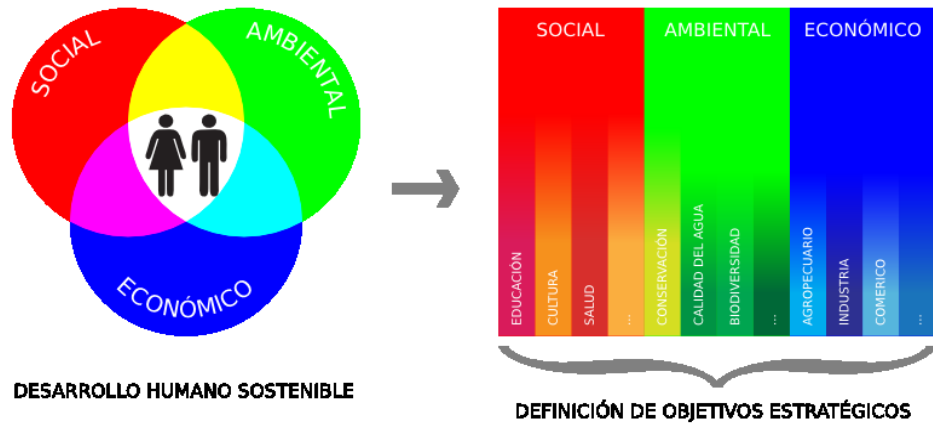 SOCIAL
AMBIENTAL
ECONÓMICO
DESARROLLO HUMANO SOSTENIBLE
SOCIAL
AMBIENTAL
ECONÓMICO
EDUCACIÓN
CULTURA
SALUD
...
CONSERVACIÓN
CALIDAD DEL AGUA
BIODIVERSIDAD
...
AGROPECUARIO
INDUSTRIA
COMERICO
...
DEFINICIÓN DE OBJETIVOS ESTRATÉGICOS